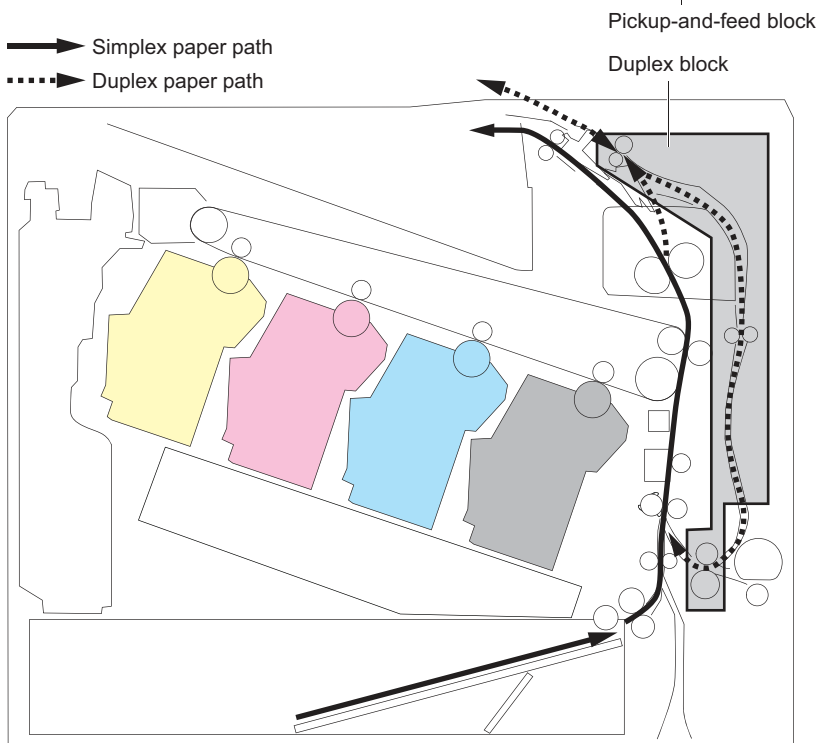 Pickup-and-feed block
Simplex paper path
Duplex block
Duplex paper path